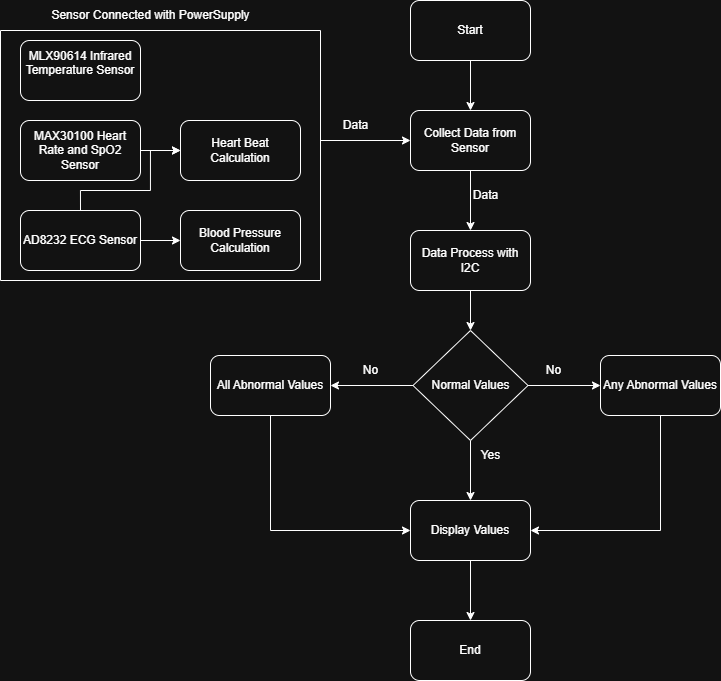 Sensor Connected with PowerSupply
MLX90614 Infrared
Temperature Sensor
MAX30100 Heart
Rate and SpO2
Sensor
Heart Beat
Calculation
AD8232 ECG Sensor
Blood Pressure
Calculation
Data
Start
Collect Data from
Sensor
Data
Data Process with
I2C
Normal Values
No
No
All Abnormal Values
Any Abnormal Values
Yes
Display Values
End